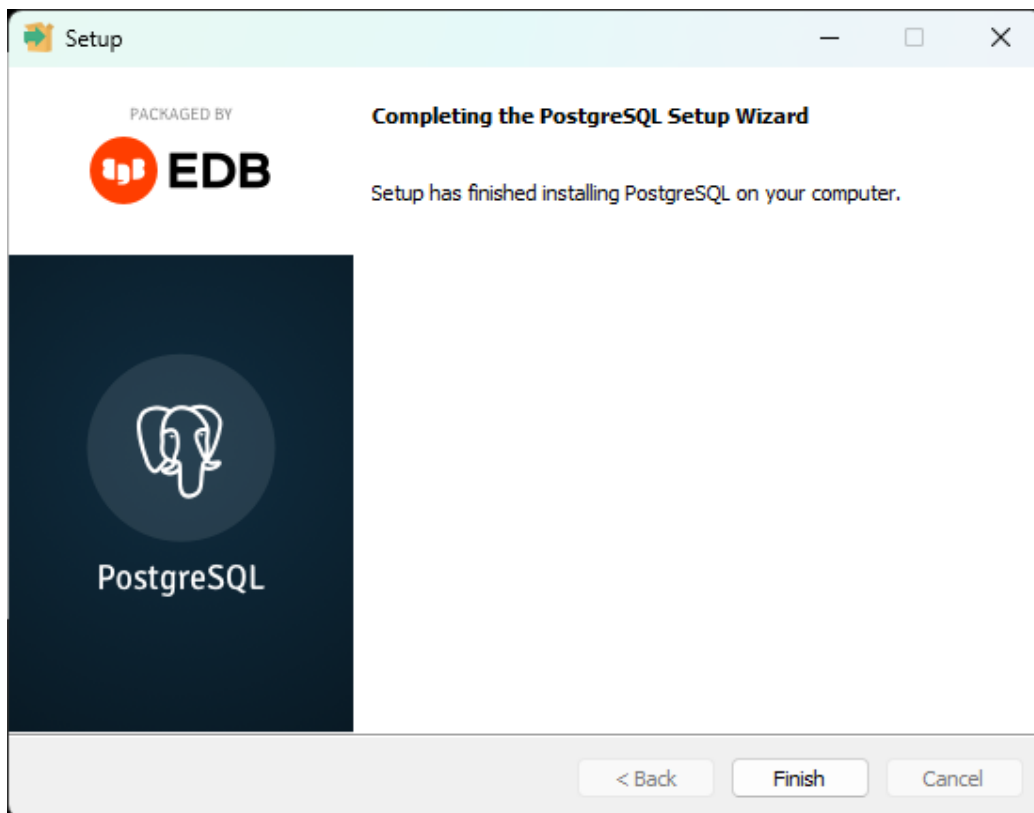 Setup
PACKAGED BY
EDB
Completing the PostgreSQL Setup Wizard
Setup has finished installing PostgreSQL on your computer.
PostgreSQL
< Back
Finish
Cancel